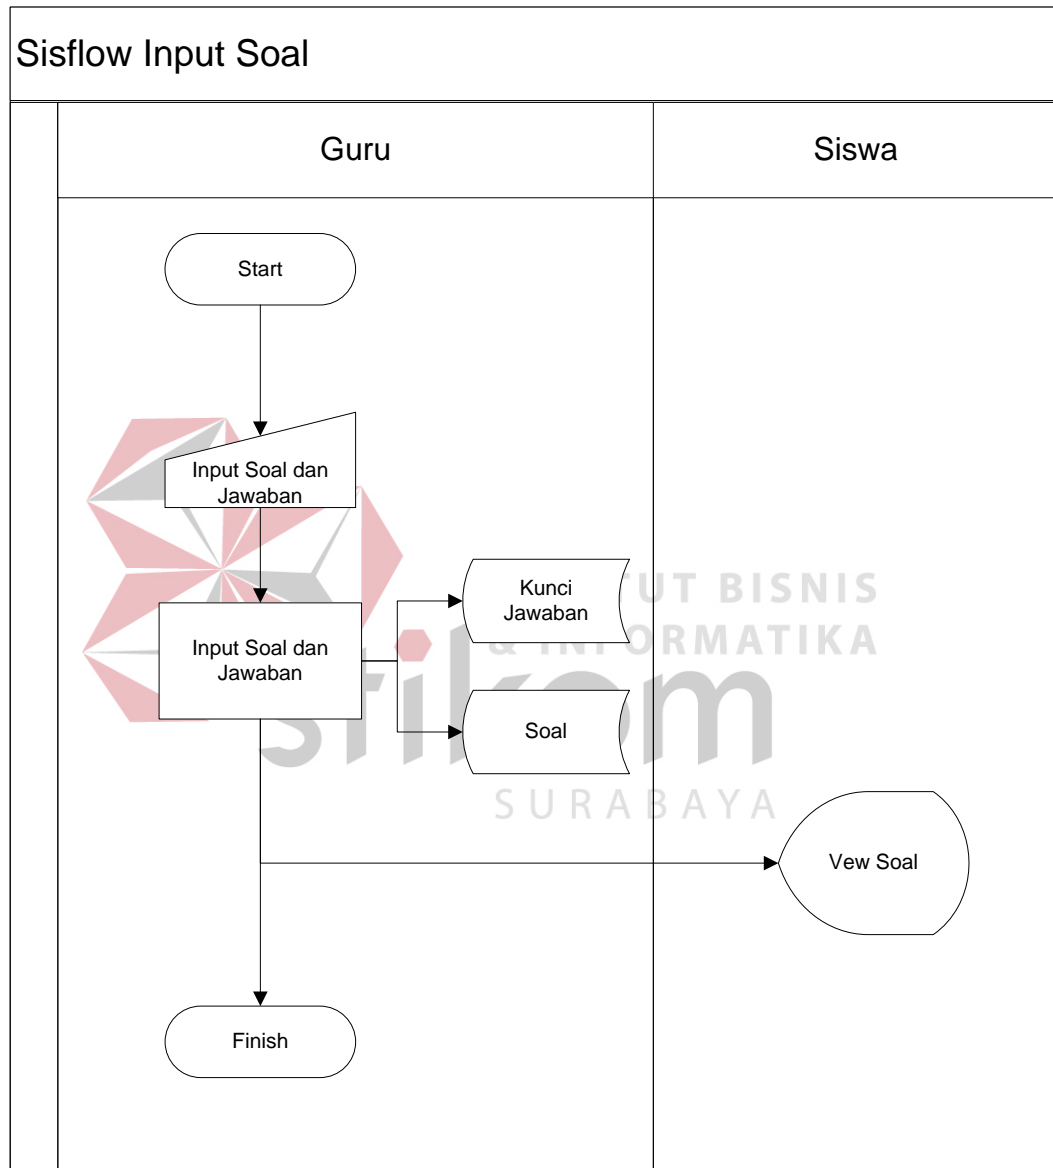 Sisflow Input Soal
Guru
Siswa
Start
Input Soal dan
Jawaban
Kunci
Jawaban
UT BISNIS
Input Soal dan
Jawaban
& INFORMATIKA
stikom
Soal
SURABAYA
Vew Soal
Finish